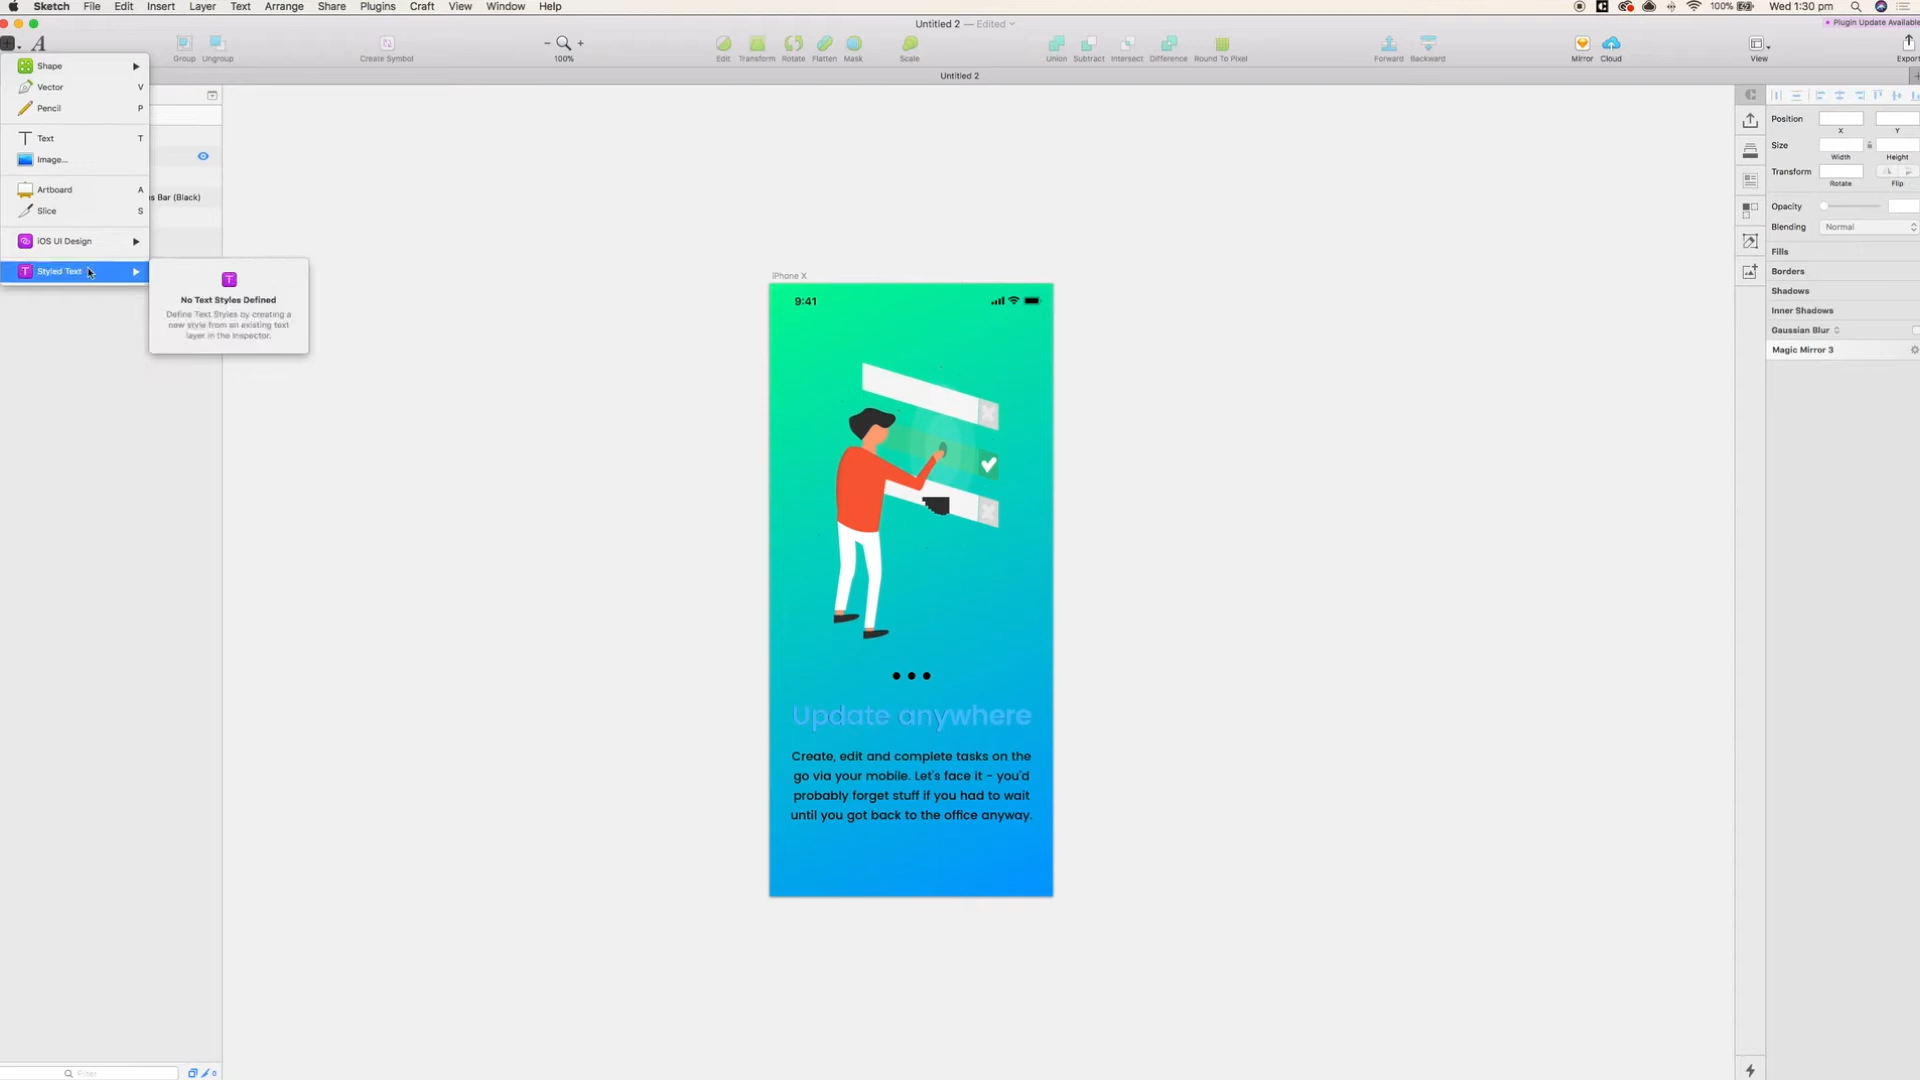 Sketch File Edit Insert Layer Text Arrange Share Plugins Craft View Window Help
100% Wed 1:30 pm
Untitled 2 — Edited
Plugin Update Available
Group Ungroup Create Symbol 100% Edit Transform Rotate Flatten Mask Scale Union Subtract Intersect Difference Round To Pixel Forward Backward Mirror Cloud View Export
Untitled 2
Shape
Vector V
Pencil P
Text T
Image...
Artboard A
Slice S
iOS UI Design
Styled Text
s Bar (Black)
No Text Styles Defined
Define Text Styles by creating a
new style from an existing text
layer in the Inspector.
iPhone X
9:41
Update anywhere
Create, edit and complete tasks on the
go via your mobile. Let's face it - you'd
probably forget stuff if you had to wait
until you got back to the office anyway.
Position
X Y
Size
Width Height
Transform
Rotate Flip
Opacity
Blending Normal
Fills
Borders
Shadows
Inner Shadows
Gaussian Blur
Magic Mirror 3
Filter
0